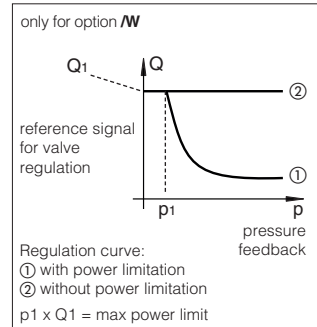 only for option /W
Q1
Q
②
reference signal
for valve
regulation
①
p1
p
pressure
feedback
Regulation curve:
① with power limitation
② without power limitation
p1 x Q1 = max power limit